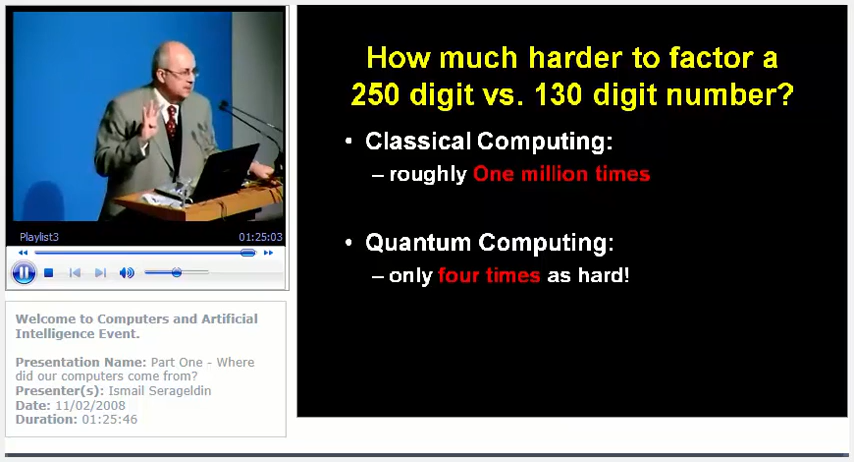 How much harder to factor a
250 digit vs. 130 digit number?
• Classical Computing:
– roughly One million times
• Quantum Computing:
– only four times as hard!
Playlist3 01:25:03
Welcome to Computers and Artificial
Intelligence Event.
Presentation Name: Part One - Where
did our computers come from?
Presenter(s): Ismail Serageldin
Date: 11/02/2008
Duration: 01:25:46